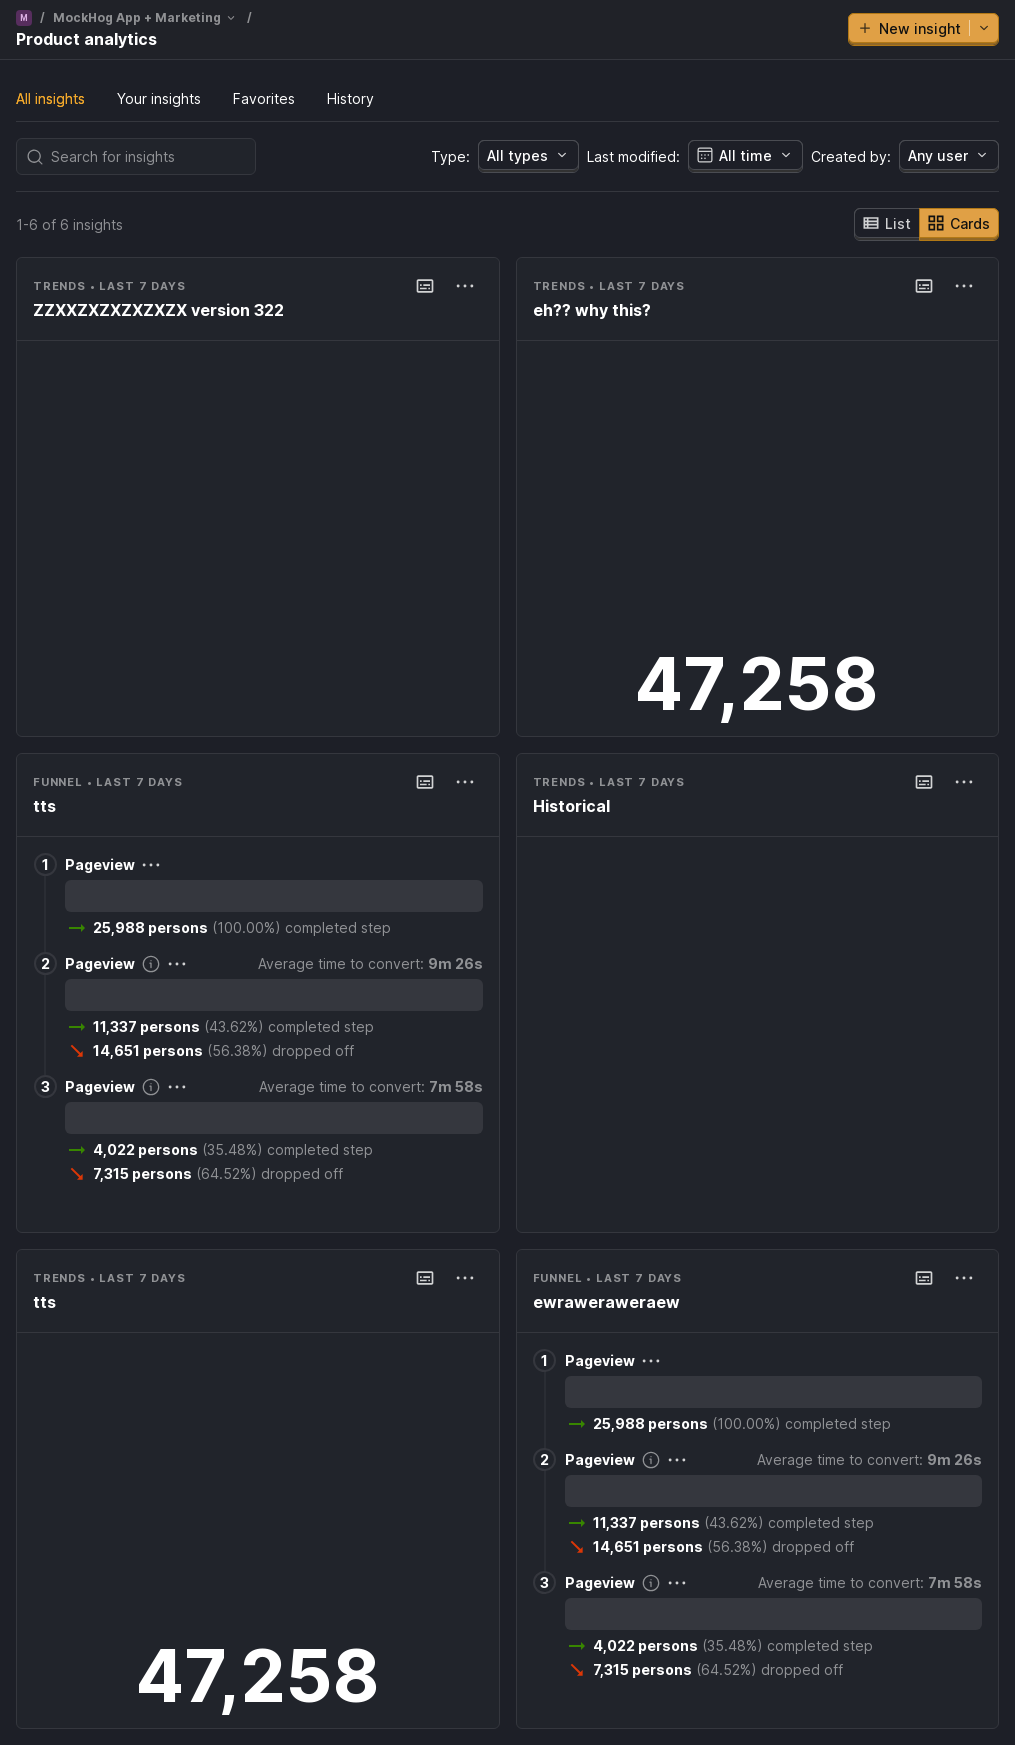 M / MockHog App + Marketing /
Product analytics
New insight
All insights Your insights Favorites History
Search for insights Type: All types Last modified: All time Created by: Any user
1-6 of 6 insights List Cards
TRENDS • LAST 7 DAYS
ZZXXZXZXZXZXZX version 322
TRENDS • LAST 7 DAYS
eh?? why this?
47,258
FUNNEL • LAST 7 DAYS
tts
1 Pageview
25,988 persons (100.00%) completed step
2 Pageview Average time to convert: 9m 26s
11,337 persons (43.62%) completed step
14,651 persons (56.38%) dropped off
3 Pageview Average time to convert: 7m 58s
4,022 persons (35.48%) completed step
7,315 persons (64.52%) dropped off
TRENDS • LAST 7 DAYS
Historical
TRENDS • LAST 7 DAYS
tts
47,258
FUNNEL • LAST 7 DAYS
ewraweraweraew
1 Pageview
25,988 persons (100.00%) completed step
2 Pageview Average time to convert: 9m 26s
11,337 persons (43.62%) completed step
14,651 persons (56.38%) dropped off
3 Pageview Average time to convert: 7m 58s
4,022 persons (35.48%) completed step
7,315 persons (64.52%) dropped off